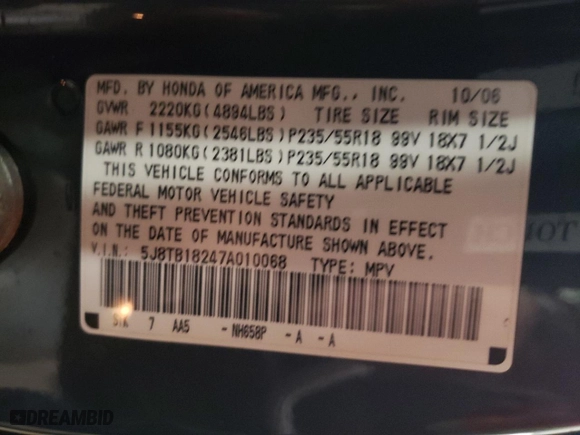 MFD. BY HONDA OF AMERICA MFG., INC. 10/06
GVWR 2220KG(4894LBS) TIRE SIZE RIM SIZE
GAWR F 1155KG(2546LBS)P235/55R18 99V 18X7 1/2J
GAWR R 1080KG(2381LBS)P235/55R18 99V 18X7 1/2J
THIS VEHICLE CONFORMS TO ALL APPLICABLE
FEDERAL MOTOR VEHICLE SAFETY
AND THEFT PREVENTION STANDARDS IN EFFECT
ON THE DATE OF MANUFACTURE SHOWN ABOVE.
V.I.N.: 5J8TB18247A010068 TYPE: MPV
7 AA5 -NH658P -A -A
DREAMBID